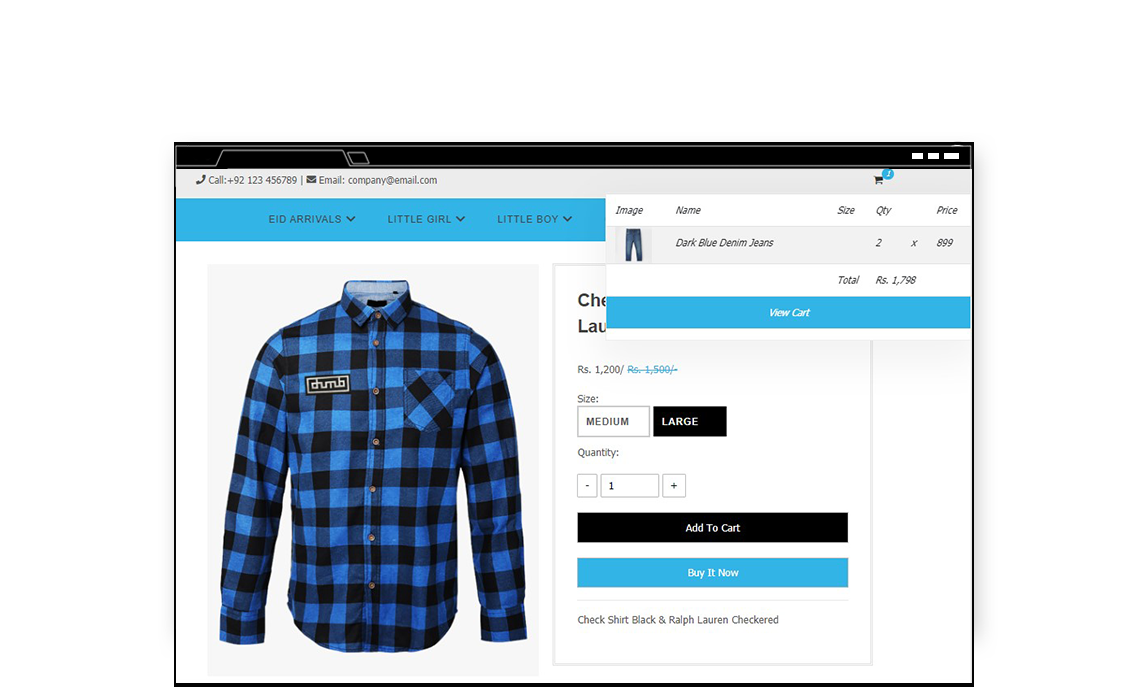 Call:+92 123 456789 | Email: company@email.com
1
EID ARRIVALS LITTLE GIRL LITTLE BOY
Image Name Size Qty Price
Dark Blue Denim Jeans 2 x 899
Total Rs. 1,798
View Cart
dumb
Rs. 1,200/ Rs. 1,500/-
Size:
MEDIUM LARGE
Quantity:
- 1 +
Add To Cart
Buy It Now
Check Shirt Black & Ralph Lauren Checkered